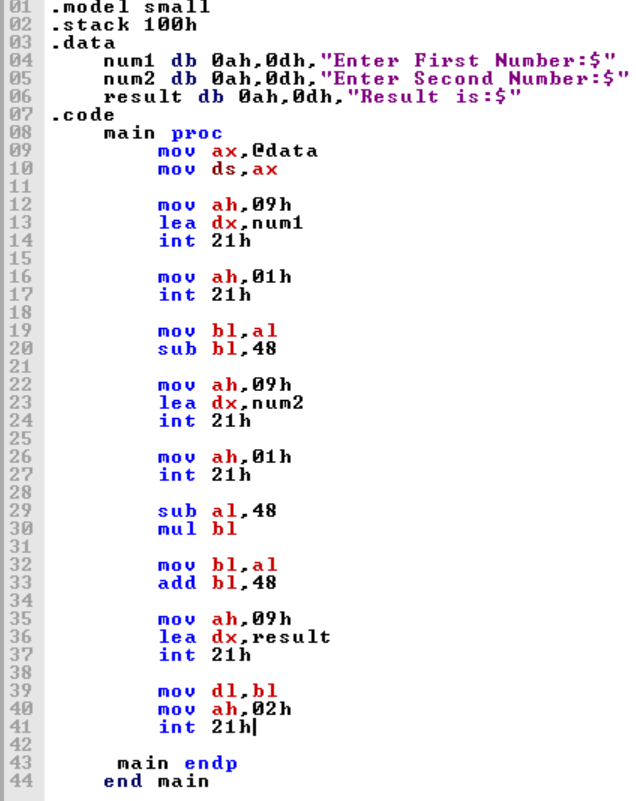 01 .model small
02 .stack 100h
03 .data
04 num1 db 0ah,0dh,"Enter First Number:$"
05 num2 db 0ah,0dh,"Enter Second Number:$"
06 result db 0ah,0dh,"Result is:$"
07 .code
08 main proc
09 mov ax,@data
10 mov ds,ax
11
12 mov ah,09h
13 lea dx,num1
14 int 21h
15
16 mov ah,01h
17 int 21h
18
19 mov bl,al
20 sub bl,48
21
22 mov ah,09h
23 lea dx,num2
24 int 21h
25
26 mov ah,01h
27 int 21h
28
29 sub al,48
30 mul bl
31
32 mov bl,al
33 add bl,48
34
35 mov ah,09h
36 lea dx,result
37 int 21h
38
39 mov dl,bl
40 mov ah,02h
41 int 21h
42
43 main endp
44 end main